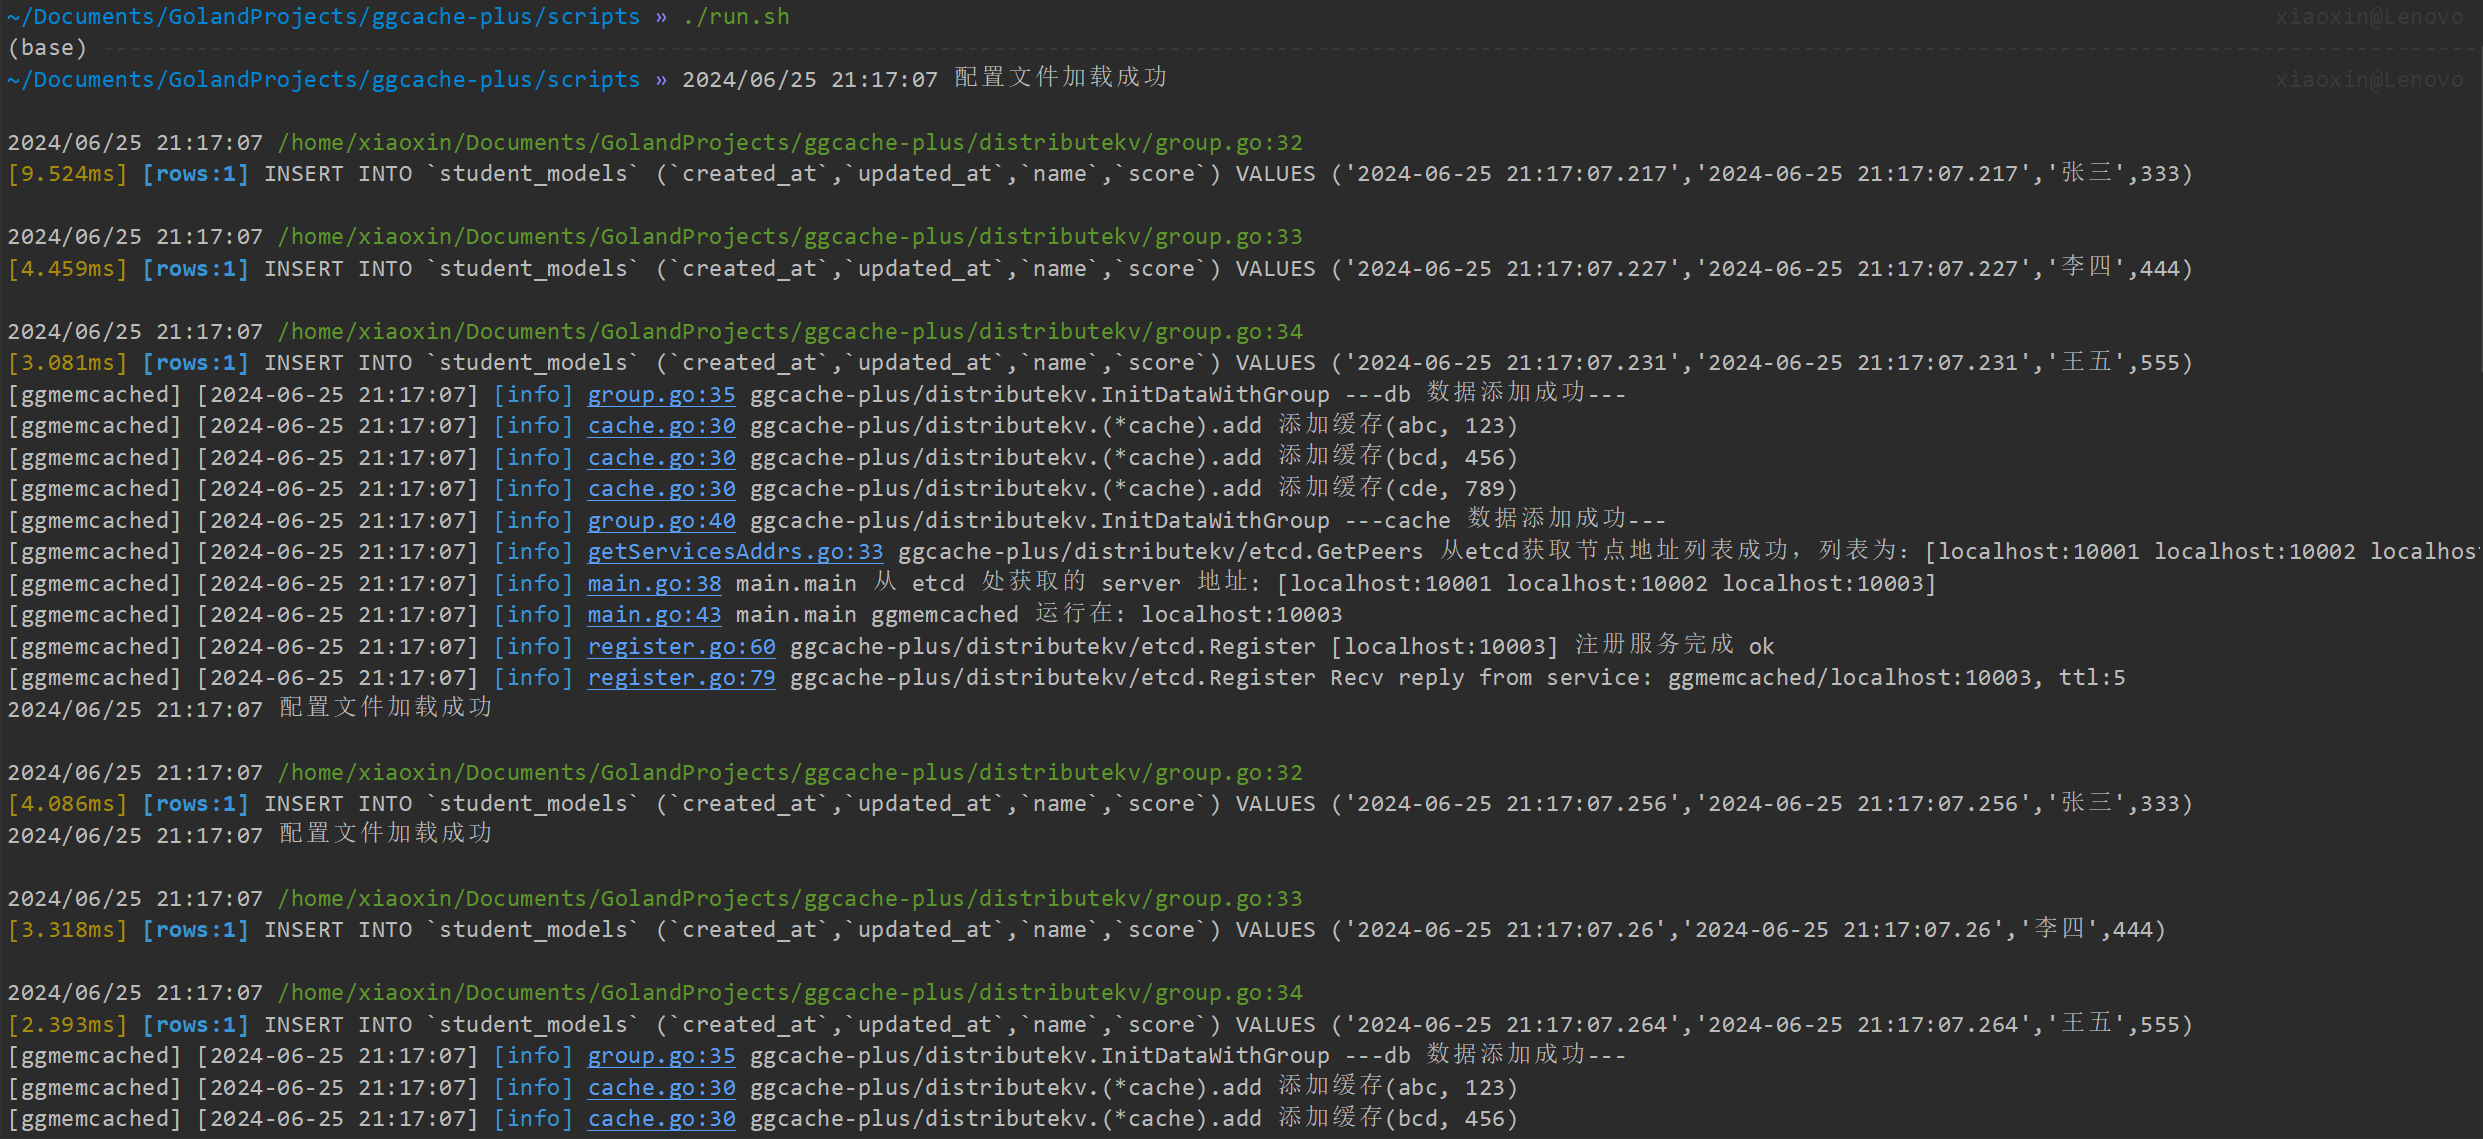 ~/Documents/GolandProjects/ggcache-plus/scripts » ./run.sh xiaoxin@Lenovo
(base) --------------------------------------------------------------------------------
~/Documents/GolandProjects/ggcache-plus/scripts » 2024/06/25 21:17:07 配置文件加载成功 xiaoxin@Lenovo
2024/06/25 21:17:07 /home/xiaoxin/Documents/GolandProjects/ggcache-plus/distributekv/group.go:32
[9.524ms] [rows:1] INSERT INTO `student_models` (`created_at`,`updated_at`,`name`,`score`) VALUES ('2024-06-25 21:17:07.217','2024-06-25 21:17:07.217','张三',333)
2024/06/25 21:17:07 /home/xiaoxin/Documents/GolandProjects/ggcache-plus/distributekv/group.go:33
[4.459ms] [rows:1] INSERT INTO `student_models` (`created_at`,`updated_at`,`name`,`score`) VALUES ('2024-06-25 21:17:07.227','2024-06-25 21:17:07.227','李四',444)
2024/06/25 21:17:07 /home/xiaoxin/Documents/GolandProjects/ggcache-plus/distributekv/group.go:34
[3.081ms] [rows:1] INSERT INTO `student_models` (`created_at`,`updated_at`,`name`,`score`) VALUES ('2024-06-25 21:17:07.231','2024-06-25 21:17:07.231','王五',555)
[ggmemcached] [2024-06-25 21:17:07] [info] group.go:35 ggcache-plus/distributekv.InitDataWithGroup ---db 数据添加成功---
[ggmemcached] [2024-06-25 21:17:07] [info] cache.go:30 ggcache-plus/distributekv.(*cache).add 添加缓存(abc, 123)
[ggmemcached] [2024-06-25 21:17:07] [info] cache.go:30 ggcache-plus/distributekv.(*cache).add 添加缓存(bcd, 456)
[ggmemcached] [2024-06-25 21:17:07] [info] cache.go:30 ggcache-plus/distributekv.(*cache).add 添加缓存(cde, 789)
[ggmemcached] [2024-06-25 21:17:07] [info] group.go:40 ggcache-plus/distributekv.InitDataWithGroup ---cache 数据添加成功---
[ggmemcached] [2024-06-25 21:17:07] [info] getServicesAddrs.go:33 ggcache-plus/distributekv/etcd.GetPeers 从etcd获取节点地址列表成功，列表为：[localhost:10001 localhost:10002 localhos
[ggmemcached] [2024-06-25 21:17:07] [info] main.go:38 main.main 从 etcd 处获取的 server 地址: [localhost:10001 localhost:10002 localhost:10003]
[ggmemcached] [2024-06-25 21:17:07] [info] main.go:43 main.main ggmemcached 运行在: localhost:10003
[ggmemcached] [2024-06-25 21:17:07] [info] register.go:60 ggcache-plus/distributekv/etcd.Register [localhost:10003] 注册服务完成 ok
[ggmemcached] [2024-06-25 21:17:07] [info] register.go:79 ggcache-plus/distributekv/etcd.Register Recv reply from service: ggmemcached/localhost:10003, ttl:5
2024/06/25 21:17:07 配置文件加载成功
2024/06/25 21:17:07 /home/xiaoxin/Documents/GolandProjects/ggcache-plus/distributekv/group.go:32
[4.086ms] [rows:1] INSERT INTO `student_models` (`created_at`,`updated_at`,`name`,`score`) VALUES ('2024-06-25 21:17:07.256','2024-06-25 21:17:07.256','张三',333)
2024/06/25 21:17:07 配置文件加载成功
2024/06/25 21:17:07 /home/xiaoxin/Documents/GolandProjects/ggcache-plus/distributekv/group.go:33
[3.318ms] [rows:1] INSERT INTO `student_models` (`created_at`,`updated_at`,`name`,`score`) VALUES ('2024-06-25 21:17:07.26','2024-06-25 21:17:07.26','李四',444)
2024/06/25 21:17:07 /home/xiaoxin/Documents/GolandProjects/ggcache-plus/distributekv/group.go:34
[2.393ms] [rows:1] INSERT INTO `student_models` (`created_at`,`updated_at`,`name`,`score`) VALUES ('2024-06-25 21:17:07.264','2024-06-25 21:17:07.264','王五',555)
[ggmemcached] [2024-06-25 21:17:07] [info] group.go:35 ggcache-plus/distributekv.InitDataWithGroup ---db 数据添加成功---
[ggmemcached] [2024-06-25 21:17:07] [info] cache.go:30 ggcache-plus/distributekv.(*cache).add 添加缓存(abc, 123)
[ggmemcached] [2024-06-25 21:17:07] [info] cache.go:30 ggcache-plus/distributekv.(*cache).add 添加缓存(bcd, 456)